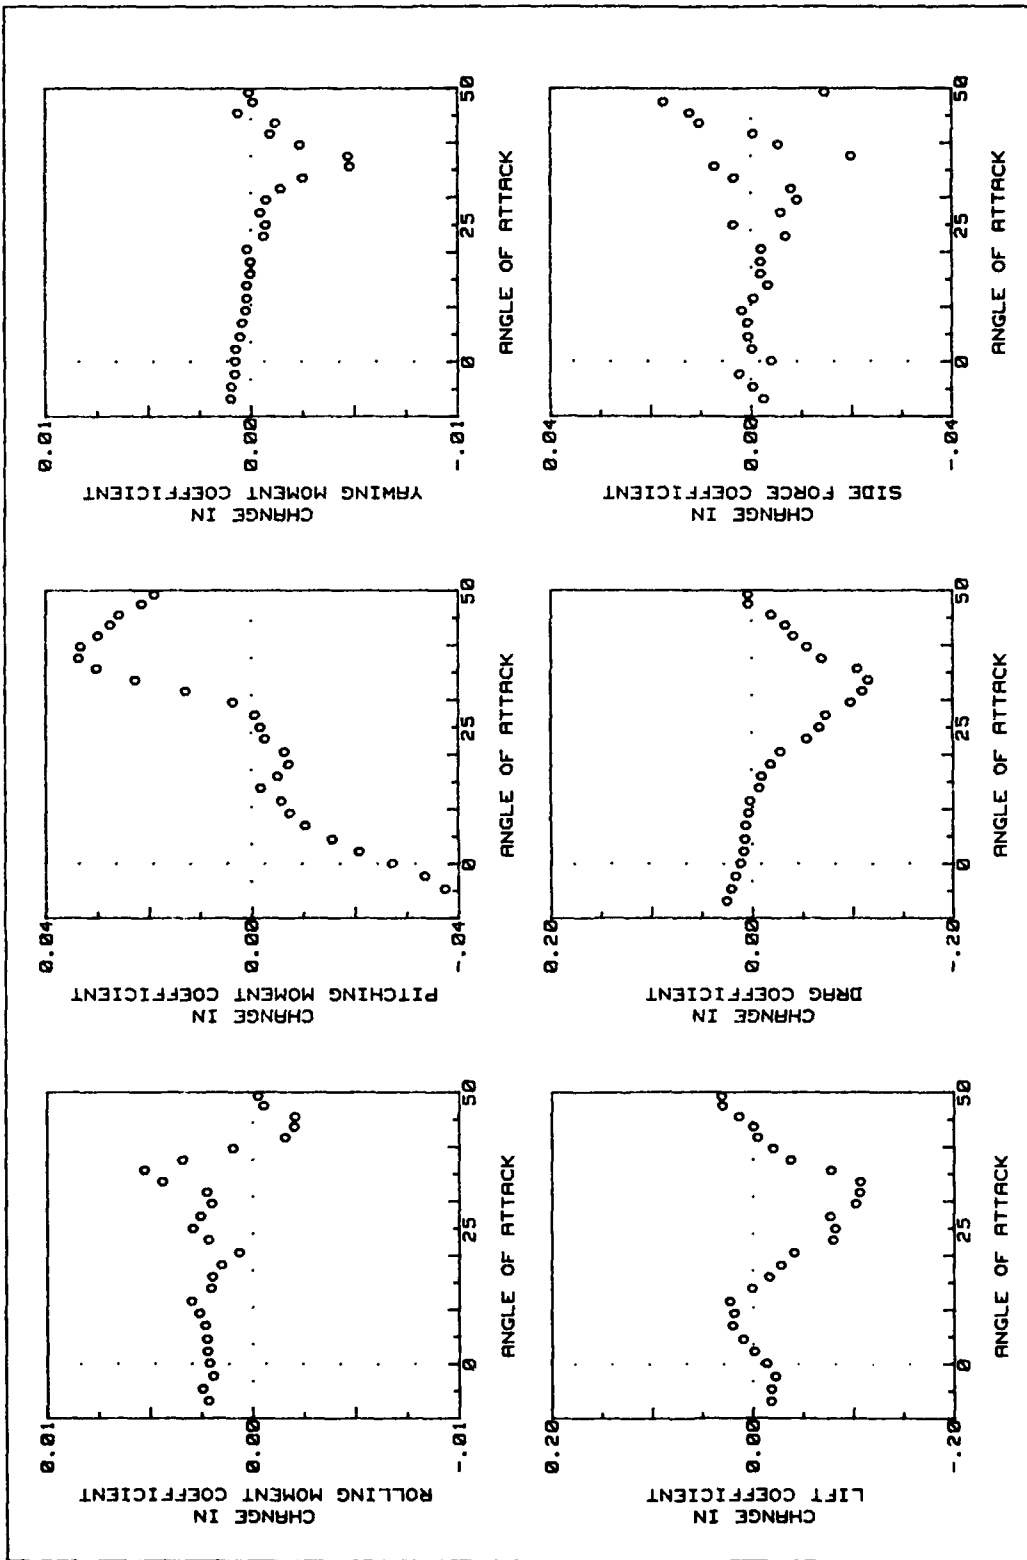 CHANGE IN
ROLLING MOMENT COEFFICIENT
0.01
0.00
-.01
0
25
50
ANGLE OF ATTACK
CHANGE IN
PITCHING MOMENT COEFFICIENT
0.04
0.00
-.04
0
25
50
ANGLE OF ATTACK
CHANGE IN
YAWING MOMENT COEFFICIENT
0.01
0.00
-.01
0
25
50
ANGLE OF ATTACK
CHANGE IN
LIFT COEFFICIENT
0.20
0.00
-.20
0
25
50
ANGLE OF ATTACK
CHANGE IN
DRAG COEFFICIENT
0.20
0.00
-.20
0
25
50
ANGLE OF ATTACK
CHANGE IN
SIDE FORCE COEFFICIENT
0.04
0.00
-.04
0
25
50
ANGLE OF ATTACK